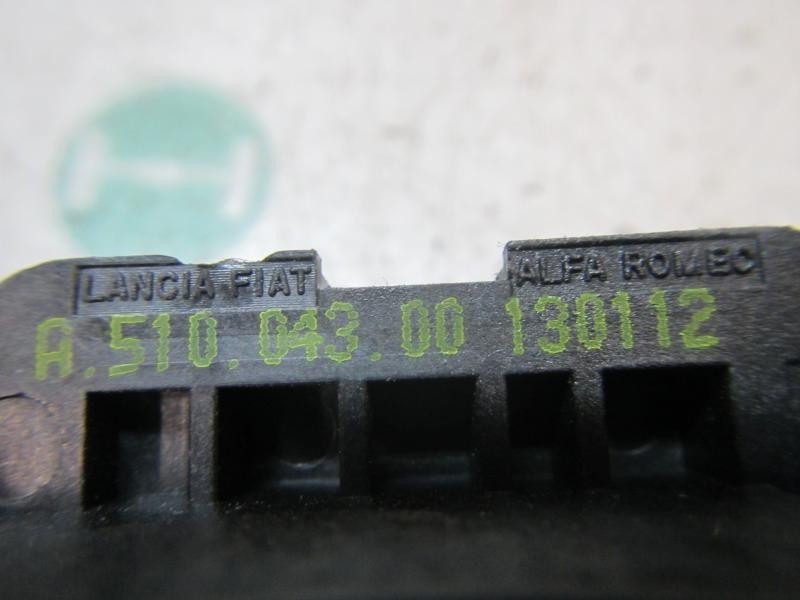 LANCIA FIAT
ALFA ROMEO
A.510.043.00 130112